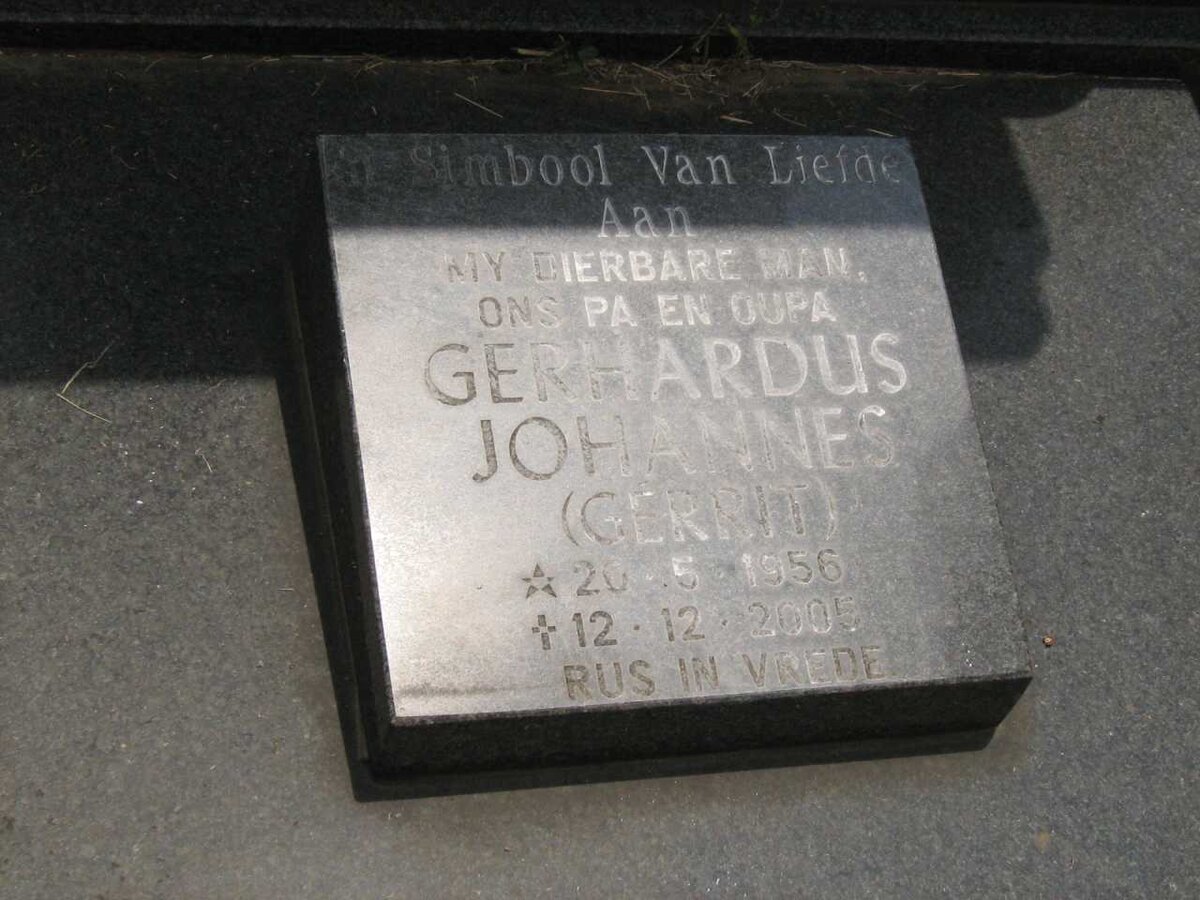 'n Simbool Van Liefde
Aan
MY DIERBARE MAN,
ONS PA EN OUPA
GERHARDUS
JOHANNES
(GERRIT)
☆ 20 · 5 · 1956
✝ 12 · 12 · 2005
RUS IN VREDE